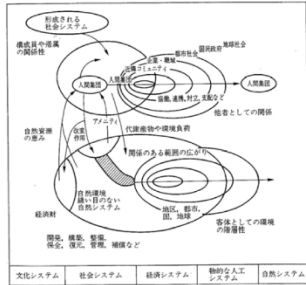 形成される
社会システム
構成員や帰属
の関係性
地球社会
国民政府
都市社会
企業・職域
近隣コミュニティ
人間集団
人間集団
人間集団
協働, 連携, 対立, 支配など
他者としての関係
アメニティ
自然資源
の恵み
作用
代謝産物や環境負荷
関係のある範囲の広がり
自然環境
縫い目のない
自然システム
経済財
地区, 都市,
国, 地球
客体としての環境
の階層性
開発, 構築, 整備,
保全, 復元, 管理, 補償など
文化システム
社会システム
経済システム
物的な人工
システム
自然システム